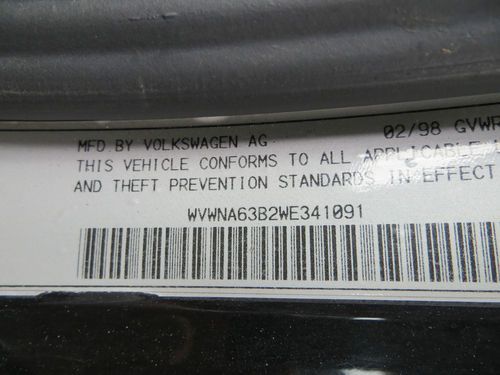 MFD. BY VOLKSWAGEN AG 02/98 GVWR
THIS VEHICLE CONFORMS TO ALL APPLICABLE
AND THEFT PREVENTION STANDARDS IN EFFECT
WVWNA63B2WE341091